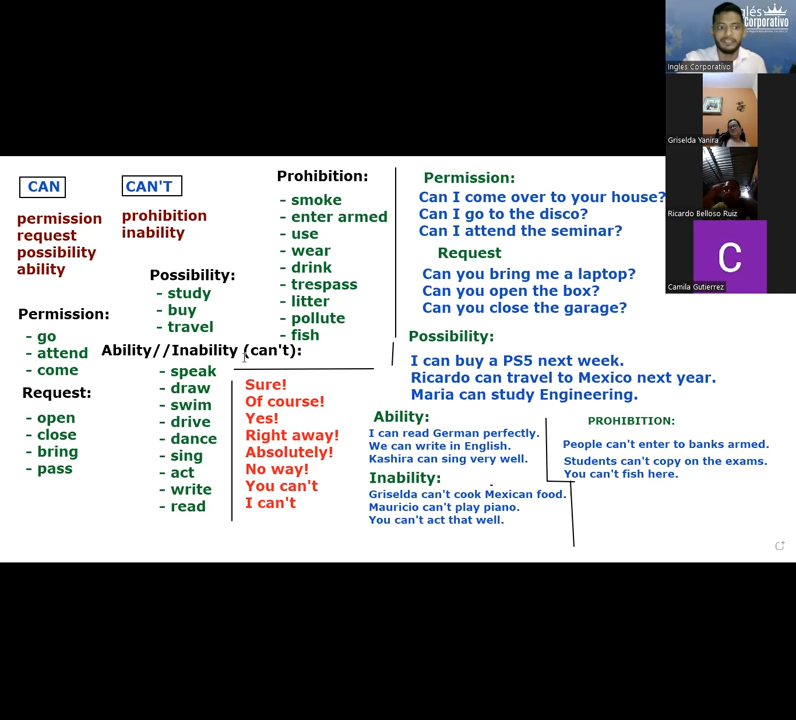 CAN
permission
request
possibility
ability
CAN'T
prohibition
inability
Permission:
- go
- attend
- come
Request:
- open
- close
- bring
- pass
Possibility:
- study
- buy
- travel
Ability//Inability (can't):
- speak
- draw
- swim
- drive
- dance
- sing
- act
- write
- read
Prohibition:
- smoke
- enter armed
- use
- wear
- drink
- trespass
- litter
- pollute
- fish
Sure!
Of course!
Yes!
Right away!
Absolutely!
No way!
You can't
I can't
Permission:
Can I come over to your house?
Can I go to the disco?
Can I attend the seminar?
Request
Can you bring me a laptop?
Can you open the box?
Can you close the garage?
Possibility:
I can buy a PS5 next week.
Ricardo can travel to Mexico next year.
Maria can study Engineering.
Ability:
I can read German perfectly.
We can write in English.
Kashira can sing very well.
Inability:
Griselda can't cook Mexican food.
Mauricio can't play piano.
You can't act that well.
PROHIBITION:
People can't enter to banks armed.
Students can't copy on the exams.
You can't fish here.
glés
Corporativo
Inglés Corporativo
Griselda Yanira
Ricardo Belloso Ruiz
C
Camila Gutierrez